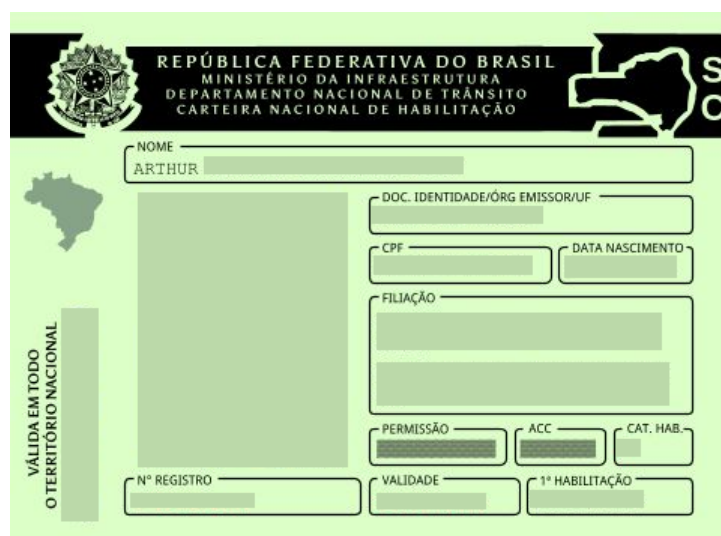 REPÚBLICA FEDERATIVA DO BRASIL
MINISTÉRIO DA INFRAESTRUTURA
DEPARTAMENTO NACIONAL DE TRÂNSITO
CARTEIRA NACIONAL DE HABILITAÇÃO
S
C
NOME
ARTHUR
DOC. IDENTIDADE/ÓRG EMISSOR/UF
CPF
DATA NASCIMENTO
FILIAÇÃO
PERMISSÃO
ACC
CAT. HAB.
Nº REGISTRO
VALIDADE
1ª HABILITAÇÃO
VÁLIDA EM TODO
O TERRITÓRIO NACIONAL